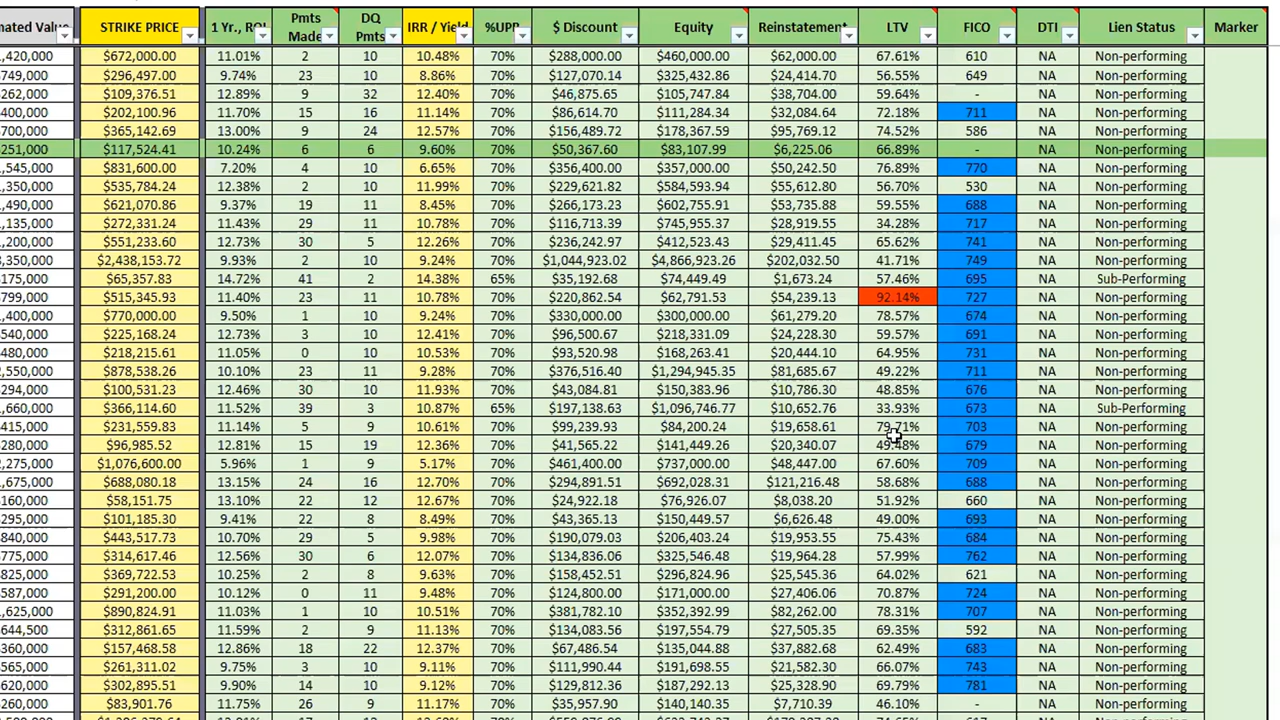 mated Value STRIKE PRICE 1 Yr., ROI Pmts Made DQ Pmts IRR / Yield %UPB $ Discount Equity Reinstatement LTV FICO DTI Lien Status Marker
,420,000 $672,000.00 11.01% 2 10 10.48% 70% $288,000.00 $460,000.00 $62,000.00 67.61% 610 NA Non-performing
749,000 $296,497.00 9.74% 23 10 8.86% 70% $127,070.14 $325,432.86 $24,414.70 56.55% 649 NA Non-performing
262,000 $109,376.51 12.89% 9 32 12.40% 70% $46,875.65 $105,747.84 $38,704.00 59.64% - NA Non-performing
400,000 $202,100.96 11.70% 15 16 11.14% 70% $86,614.70 $111,284.34 $32,084.64 72.18% 711 NA Non-performing
700,000 $365,142.69 13.00% 9 24 12.57% 70% $156,489.72 $178,367.59 $95,769.12 74.52% 586 NA Non-performing
251,000 $117,524.41 10.24% 6 6 9.60% 70% $50,367.60 $83,107.99 $6,225.06 66.89% - NA Non-performing
,545,000 $831,600.00 7.20% 4 10 6.65% 70% $356,400.00 $357,000.00 $50,242.50 76.89% 770 NA Non-performing
,350,000 $535,784.24 12.38% 2 10 11.99% 70% $229,621.82 $584,593.94 $55,612.80 56.70% 530 NA Non-performing
,490,000 $621,070.86 9.37% 19 11 8.45% 70% $266,173.23 $602,755.91 $53,735.88 59.55% 688 NA Non-performing
,135,000 $272,331.24 11.43% 29 11 10.78% 70% $116,713.39 $745,955.37 $28,919.55 34.28% 717 NA Non-performing
,200,000 $551,233.60 12.73% 30 5 12.26% 70% $236,242.97 $412,523.43 $29,411.45 65.62% 741 NA Non-performing
,350,000 $2,438,153.72 9.93% 2 10 9.24% 70% $1,044,923.02 $4,866,923.26 $202,032.50 41.71% 749 NA Non-performing
175,000 $65,357.83 14.72% 41 2 14.38% 65% $35,192.68 $74,449.49 $1,673.24 57.46% 695 NA Sub-Performing
799,000 $515,345.93 11.40% 23 11 10.78% 70% $220,862.54 $62,791.53 $54,239.13 92.14% 727 NA Non-performing
,400,000 $770,000.00 9.50% 1 10 9.24% 70% $330,000.00 $300,000.00 $61,279.20 78.57% 674 NA Non-performing
540,000 $225,168.24 12.73% 3 10 12.41% 70% $96,500.67 $218,331.09 $24,228.30 59.57% 691 NA Non-performing
480,000 $218,215.61 11.05% 0 10 10.53% 70% $93,520.98 $168,263.41 $20,444.10 64.95% 731 NA Non-performing
,550,000 $878,538.26 10.10% 23 11 9.28% 70% $376,516.40 $1,294,945.35 $81,685.67 49.22% 711 NA Non-performing
294,000 $100,531.23 12.46% 30 10 11.93% 70% $43,084.81 $150,383.96 $10,786.30 48.85% 676 NA Non-performing
,660,000 $366,114.60 11.52% 39 3 10.87% 65% $197,138.63 $1,096,746.77 $10,652.76 33.93% 673 NA Sub-Performing
415,000 $231,559.83 11.14% 5 9 10.61% 70% $99,239.93 $84,200.24 $19,658.61 79.71% 703 NA Non-performing
280,000 $96,985.52 12.81% 15 19 12.36% 70% $41,565.22 $141,449.26 $20,340.07 49.48% 679 NA Non-performing
,275,000 $1,076,600.00 5.96% 1 9 5.17% 70% $461,400.00 $737,000.00 $48,447.00 67.60% 709 NA Non-performing
,675,000 $688,080.18 13.15% 24 16 12.70% 70% $294,891.51 $692,028.31 $121,216.48 58.68% 688 NA Non-performing
160,000 $58,151.75 13.10% 22 12 12.67% 70% $24,922.18 $76,926.07 $8,038.20 51.92% 660 NA Non-performing
295,000 $101,185.30 9.41% 22 8 8.49% 70% $43,365.13 $150,449.57 $6,626.48 49.00% 693 NA Non-performing
840,000 $443,517.73 10.70% 29 5 9.98% 70% $190,079.03 $206,403.24 $19,953.55 75.43% 684 NA Non-performing
775,000 $314,617.46 12.56% 30 6 12.07% 70% $134,836.06 $325,546.48 $19,964.28 57.99% 762 NA Non-performing
825,000 $369,722.53 10.25% 2 8 9.63% 70% $158,452.51 $296,824.96 $25,545.36 64.02% 621 NA Non-performing
587,000 $291,200.00 10.12% 0 11 9.48% 70% $124,800.00 $171,000.00 $27,406.06 70.87% 724 NA Non-performing
,625,000 $890,824.91 11.03% 1 10 10.51% 70% $381,782.10 $352,392.99 $82,262.00 78.31% 707 NA Non-performing
644,500 $312,861.65 11.59% 2 9 11.13% 70% $134,083.56 $197,554.79 $27,505.35 69.35% 592 NA Non-performing
360,000 $157,468.58 12.86% 18 22 12.37% 70% $67,486.54 $135,044.88 $37,882.68 62.49% 683 NA Non-performing
565,000 $261,311.02 9.75% 3 10 9.11% 70% $111,990.44 $191,698.55 $21,582.30 66.07% 743 NA Non-performing
620,000 $302,895.51 9.90% 14 10 9.12% 70% $129,812.36 $187,292.13 $25,328.90 69.79% 781 NA Non-performing
260,000 $83,901.76 11.75% 26 9 11.17% 70% $35,957.90 $140,140.35 $7,710.39 46.10% - NA Non-performing